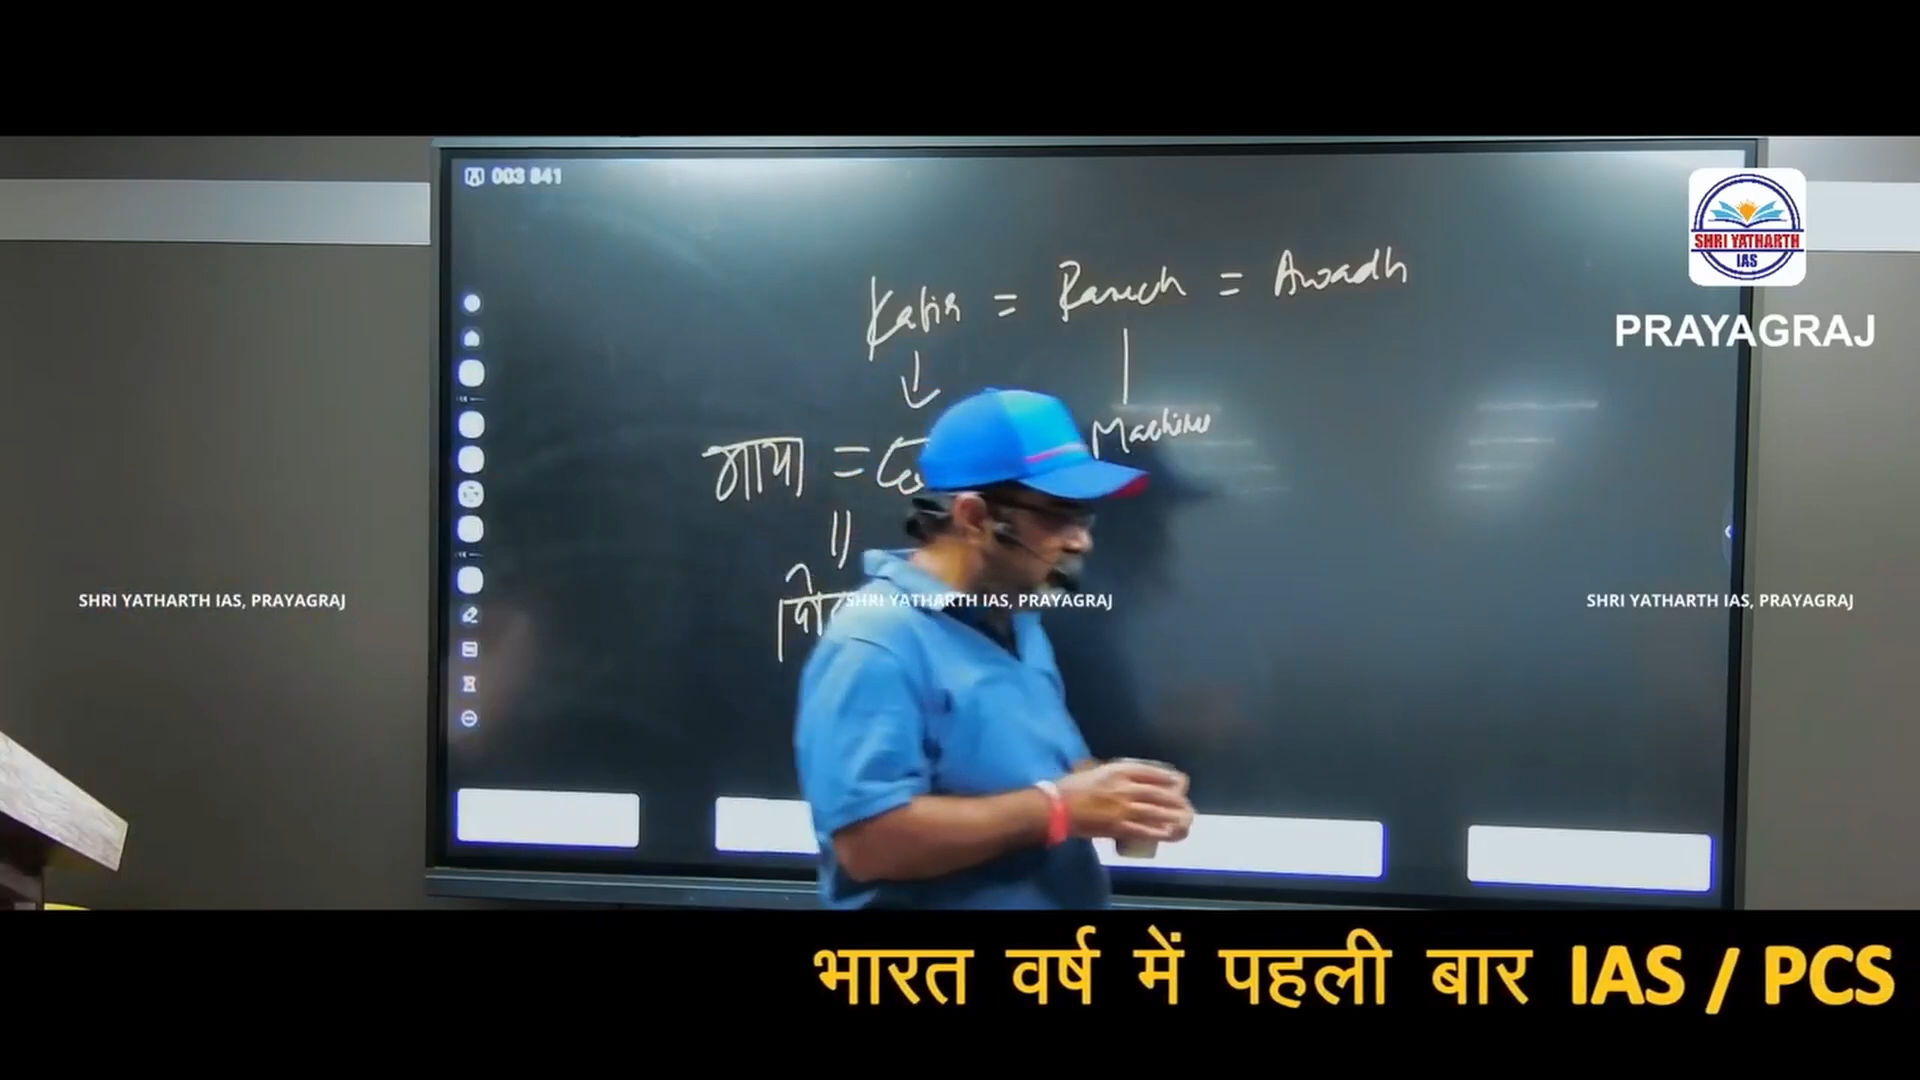 003 841
SHRI YATHARTH
IAS
PRAYAGRAJ
Kabir = Ramesh = Awadh
Machine
माया =
SHRI YATHARTH IAS, PRAYAGRAJ
SHRI YATHARTH IAS, PRAYAGRAJ
SHRI YATHARTH IAS, PRAYAGRAJ
भारत वर्ष में पहली बार IAS / PCS